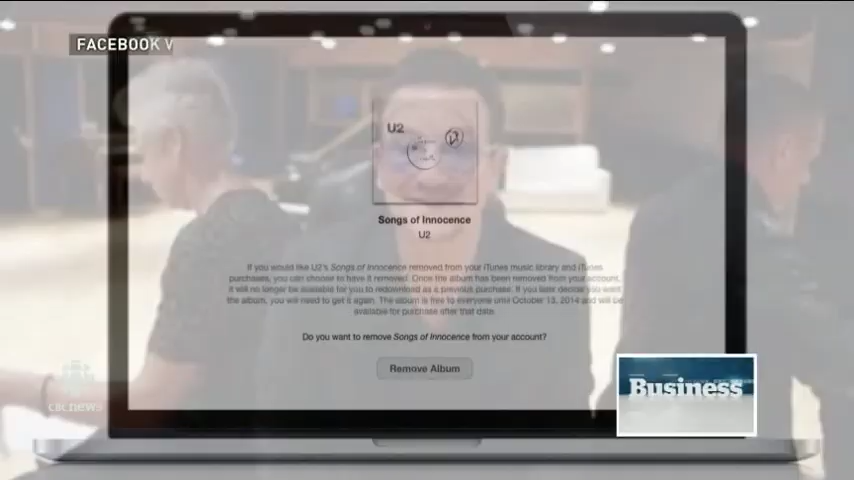 FACEBOOK V
U2
Songs of Innocence
U2
If you would like U2's Songs of Innocence removed from your iTunes music library and iTunes
purchases, you can choose to have it removed. Once the album has been removed from your account,
it will no longer be available for you to redownload as a previous purchase. If you later decide you want
the album, you will need to get it again. The album is free to everyone until October 13, 2014 and will be
available for purchase after that date.
Do you want to remove Songs of Innocence from your account?
Remove Album
Business
cbc news